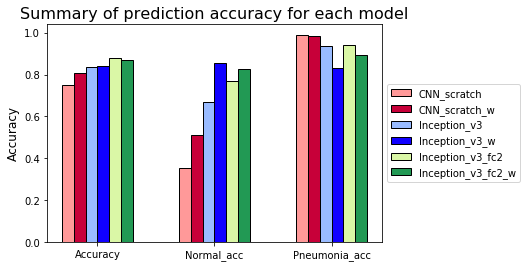 Summary of prediction accuracy for each model
Accuracy
1.0
0.8
0.6
0.4
0.2
0.0
Accuracy
Normal_acc
Pneumonia_acc
CNN_scratch
CNN_scratch_w
Inception_v3
Inception_v3_w
Inception_v3_fc2
Inception_v3_fc2_w